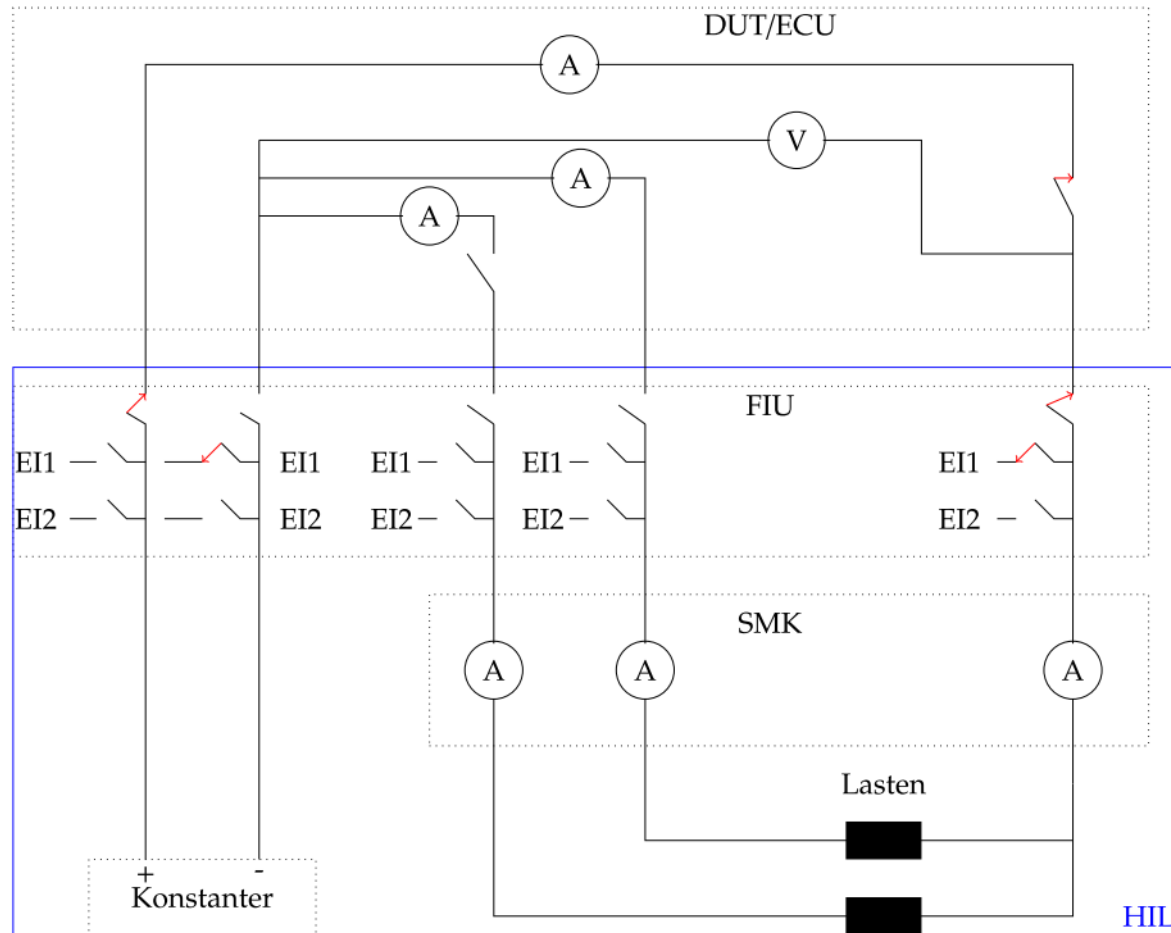 DUT/ECU
A
V
A
A
FIU
EI1 EI1 EI1 EI1 EI1
EI2 EI2 EI2 EI2 EI2
SMK
A A A
Lasten
+ -
Konstanter
HIL